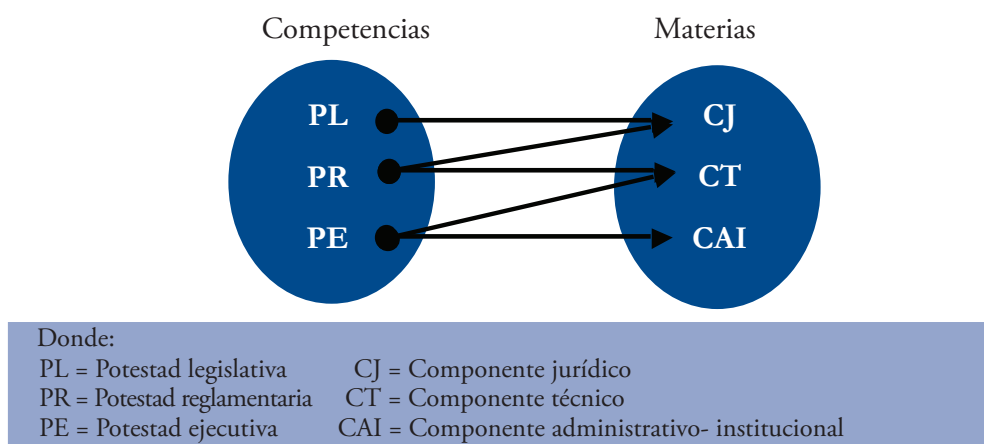 Competencias Materias
PL CJ
PR CT
PE CAI
Donde:
PL = Potestad legislativa CJ = Componente jurídico
PR = Potestad reglamentaria CT = Componente técnico
PE = Potestad ejecutiva CAI = Componente administrativo- institucional